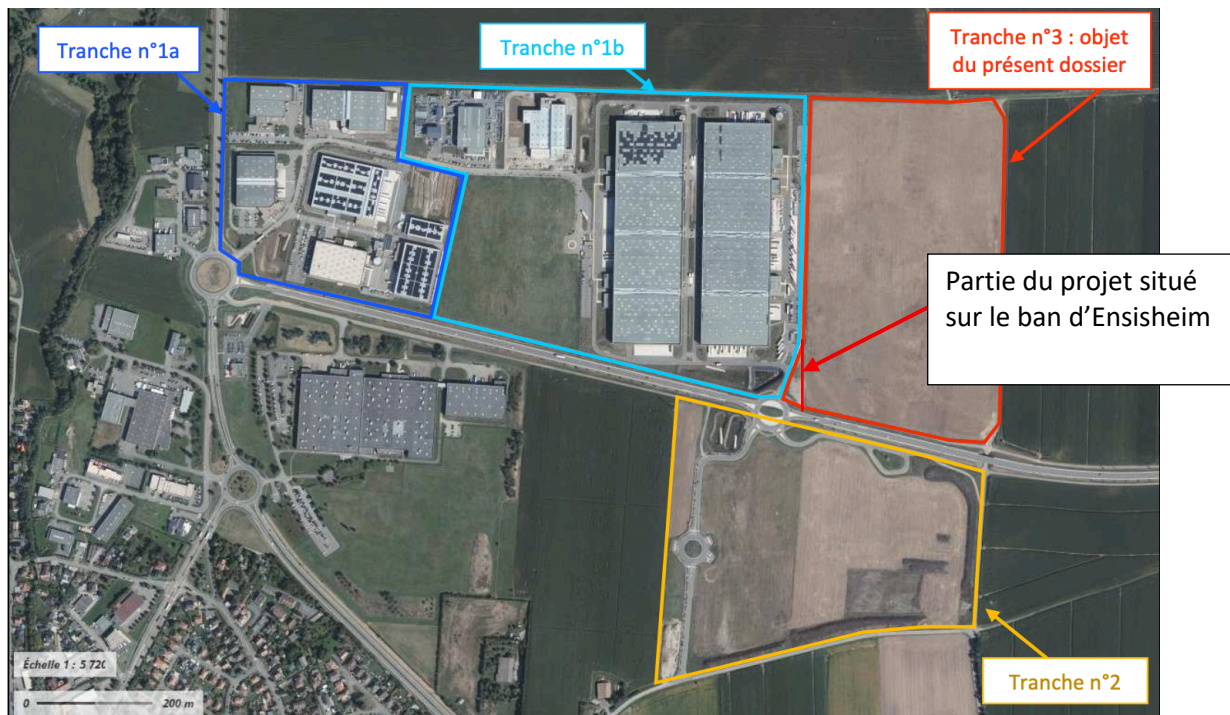 Tranche n°1a
Tranche n°1b
Tranche n°3 : objet
du présent dossier
Partie du projet situé
sur le ban d’Ensisheim
Tranche n°2
Échelle 1 : 5 720
0 200 m